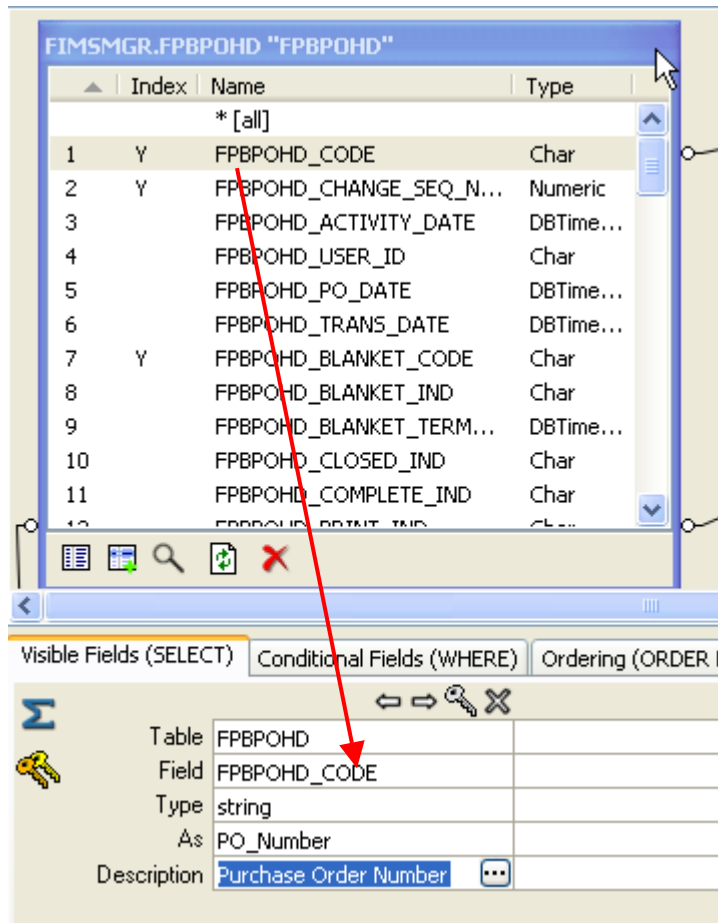 FIMSMGR.FPBPOHD "FPBPOHD"
Index Name Type
* [all]
1 Y FPBPOHD_CODE Char
2 Y FPBPOHD_CHANGE_SEQ_N... Numeric
3 FPBPOHD_ACTIVITY_DATE DBTime...
4 FPBPOHD_USER_ID Char
5 FPBPOHD_PO_DATE DBTime...
6 FPBPOHD_TRANS_DATE DBTime...
7 Y FPBPOHD_BLANKET_CODE Char
8 FPBPOHD_BLANKET_IND Char
9 FPBPOHD_BLANKET_TERM... DBTime...
10 FPBPOHD_CLOSED_IND Char
11 FPBPOHD_COMPLETE_IND Char
12 FPBPOHD_PRINT_IND Char
Visible Fields (SELECT) Conditional Fields (WHERE) Ordering (ORDER
Table FPBPOHD
Field FPBPOHD_CODE
Type string
As PO_Number
Description Purchase Order Number